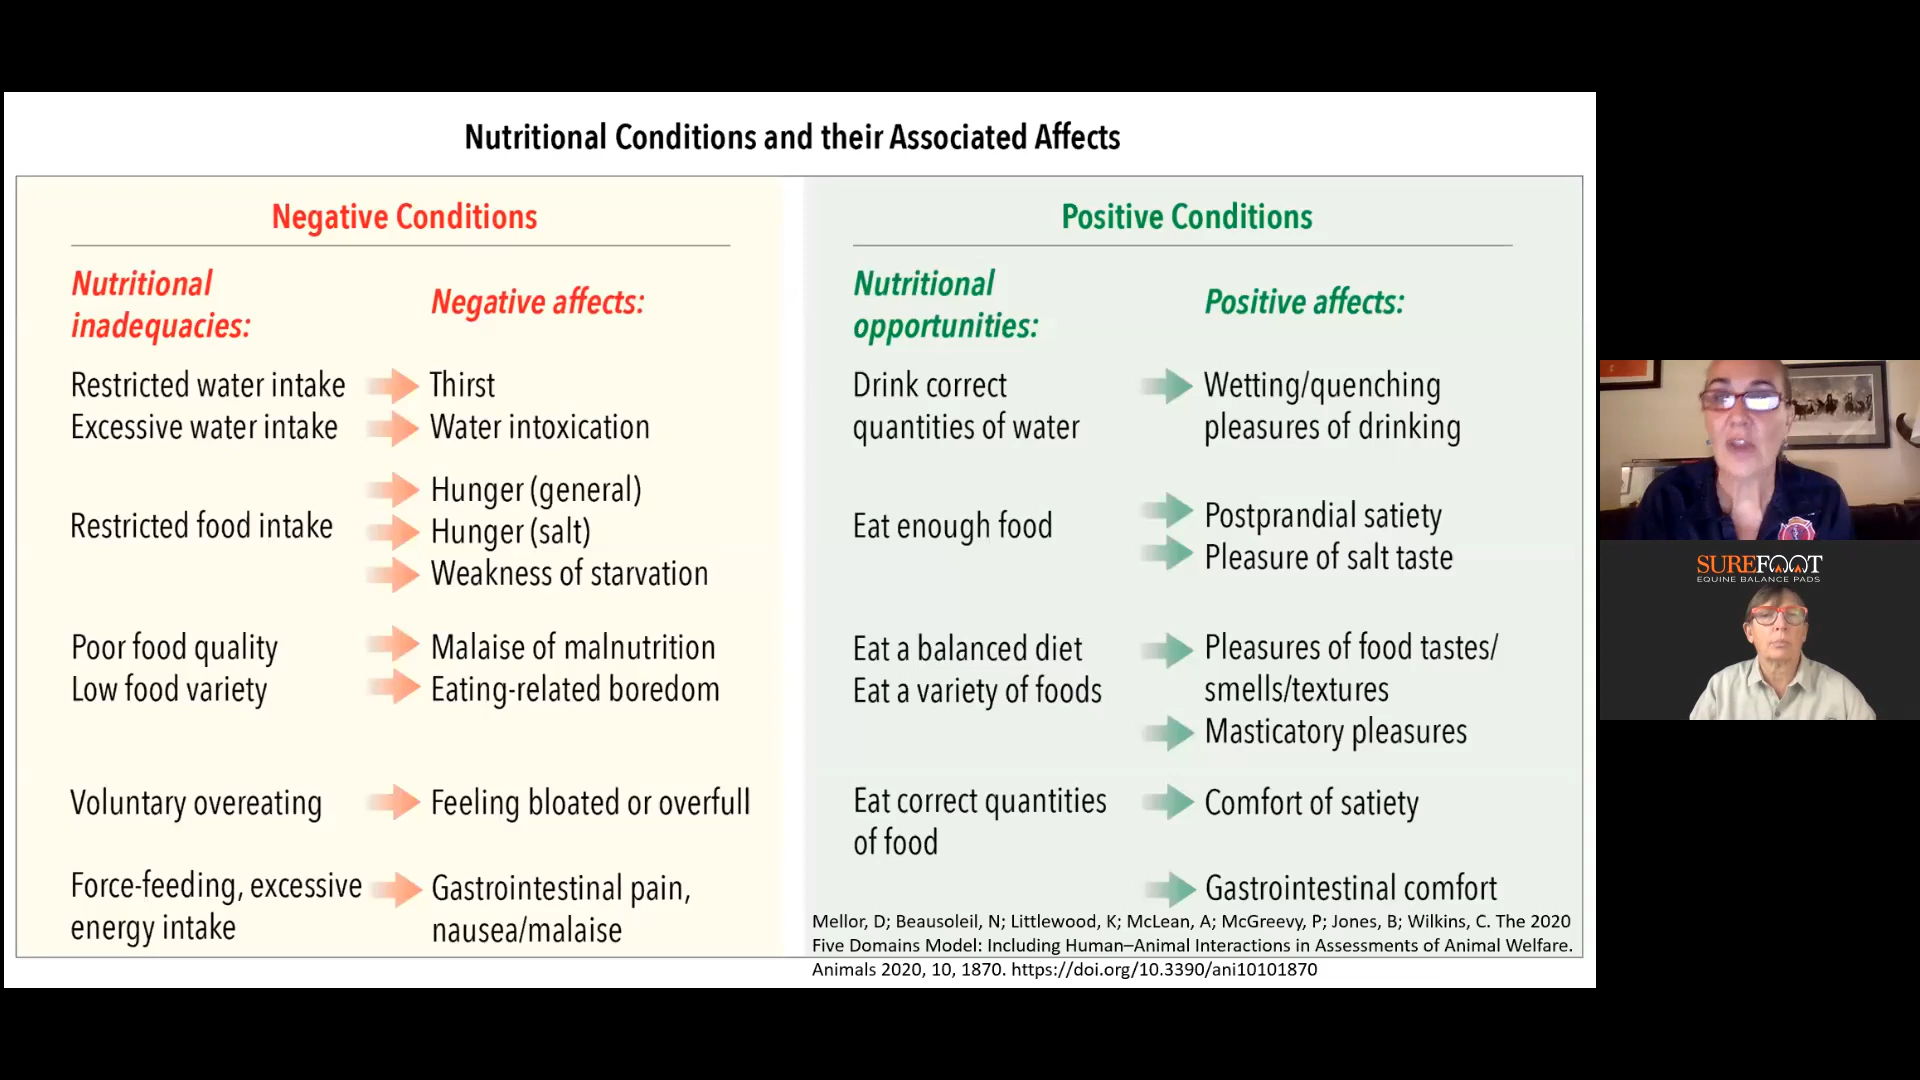 Nutritional Conditions and their Associated Affects
Negative Conditions
Nutritional
inadequacies:
Negative affects:
Restricted water intake
Thirst
Excessive water intake
Water intoxication
Restricted food intake
Hunger (general)
Hunger (salt)
Weakness of starvation
Poor food quality
Malaise of malnutrition
Low food variety
Eating-related boredom
Voluntary overeating
Feeling bloated or overfull
Force-feeding, excessive
energy intake
Gastrointestinal pain,
nausea/malaise
Positive Conditions
Nutritional
opportunities:
Positive affects:
Drink correct
quantities of water
Wetting/quenching
pleasures of drinking
Eat enough food
Postprandial satiety
Pleasure of salt taste
Eat a balanced diet
Eat a variety of foods
Pleasures of food tastes/
smells/textures
Masticatory pleasures
Eat correct quantities
of food
Comfort of satiety
Gastrointestinal comfort
Mellor, D; Beausoleil, N; Littlewood, K; McLean, A; McGreevy, P; Jones, B; Wilkins, C. The 2020
Five Domains Model: Including Human–Animal Interactions in Assessments of Animal Welfare.
Animals 2020, 10, 1870. https://doi.org/10.3390/ani10101870
SUREFOOT
EQUINE BALANCE PADS